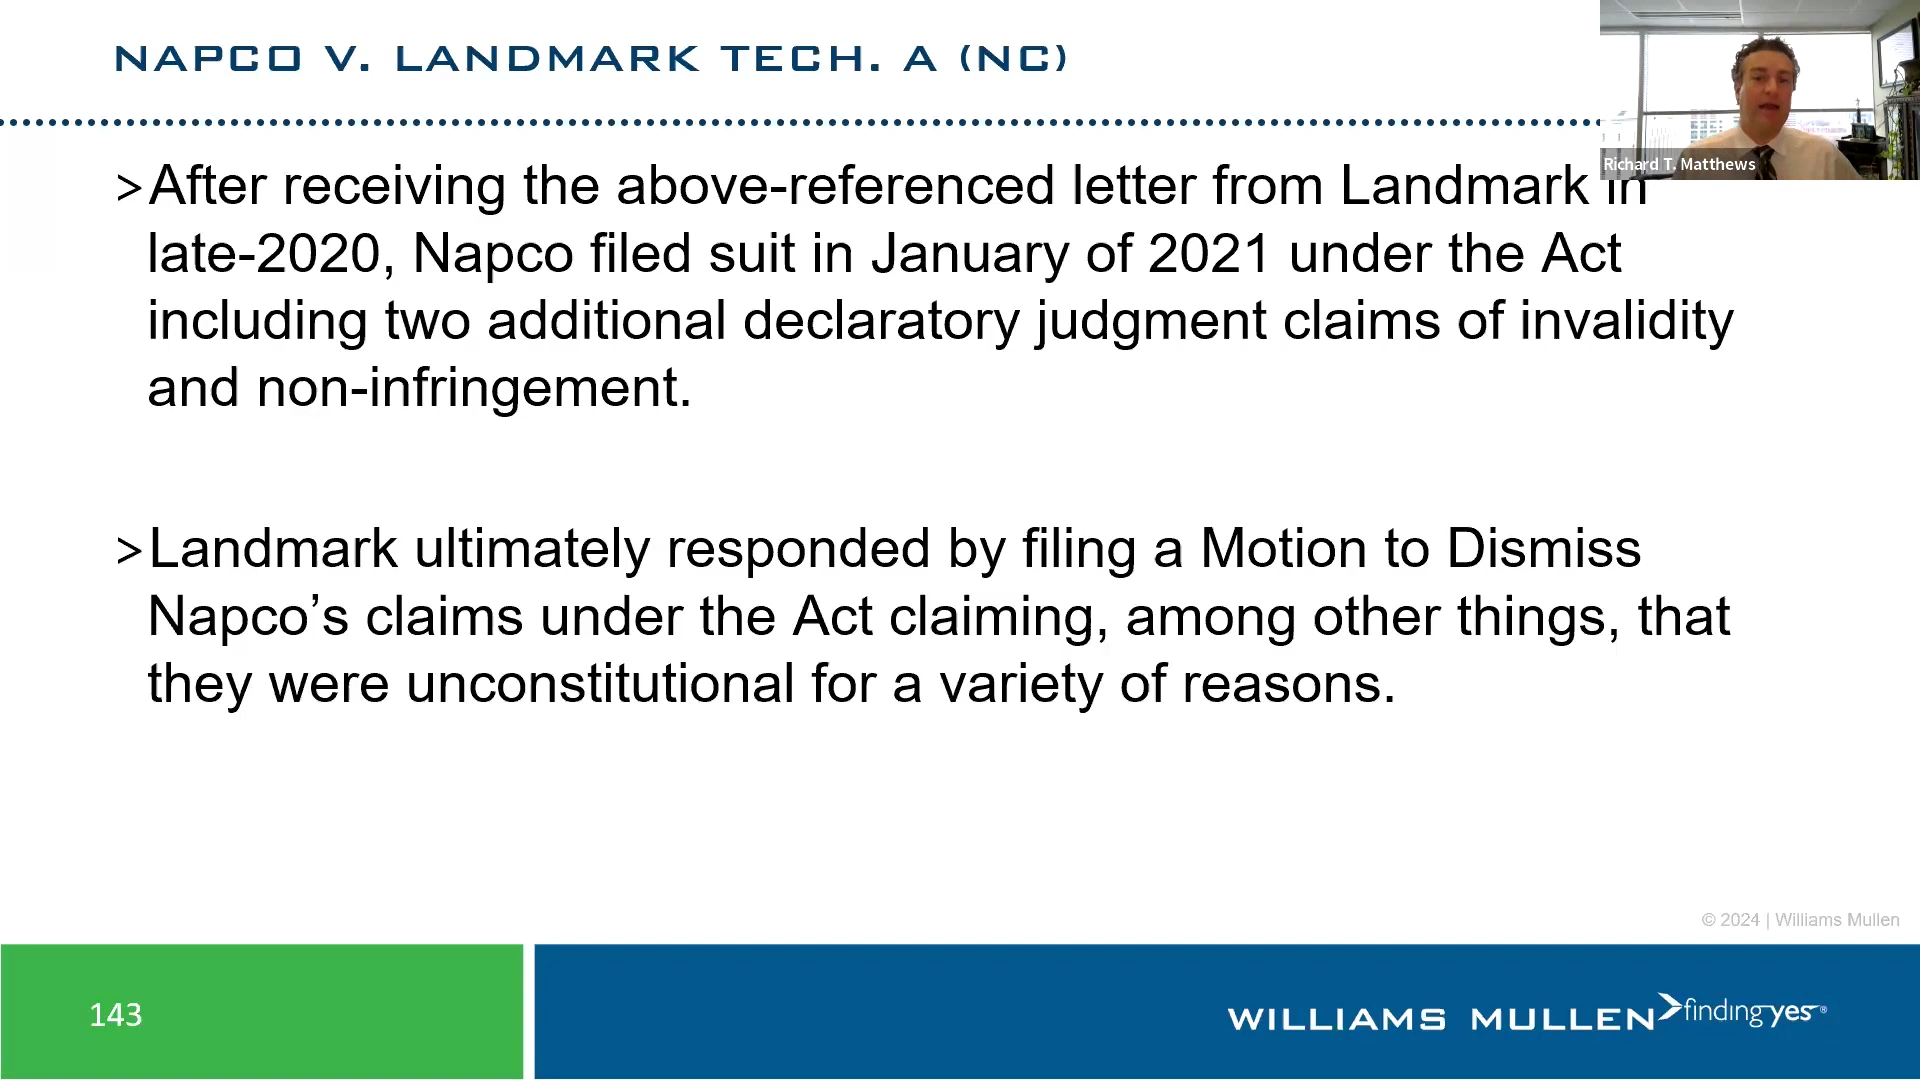 NAPCO V. LANDMARK TECH. A (NC)
Richard T. Matthews
>After receiving the above-referenced letter from Landmark in
late-2020, Napco filed suit in January of 2021 under the Act
including two additional declaratory judgment claims of invalidity
and non-infringement.
>Landmark ultimately responded by filing a Motion to Dismiss
Napco’s claims under the Act claiming, among other things, that
they were unconstitutional for a variety of reasons.
© 2024 | Williams Mullen
143
WILLIAMS MULLEN findingyes®